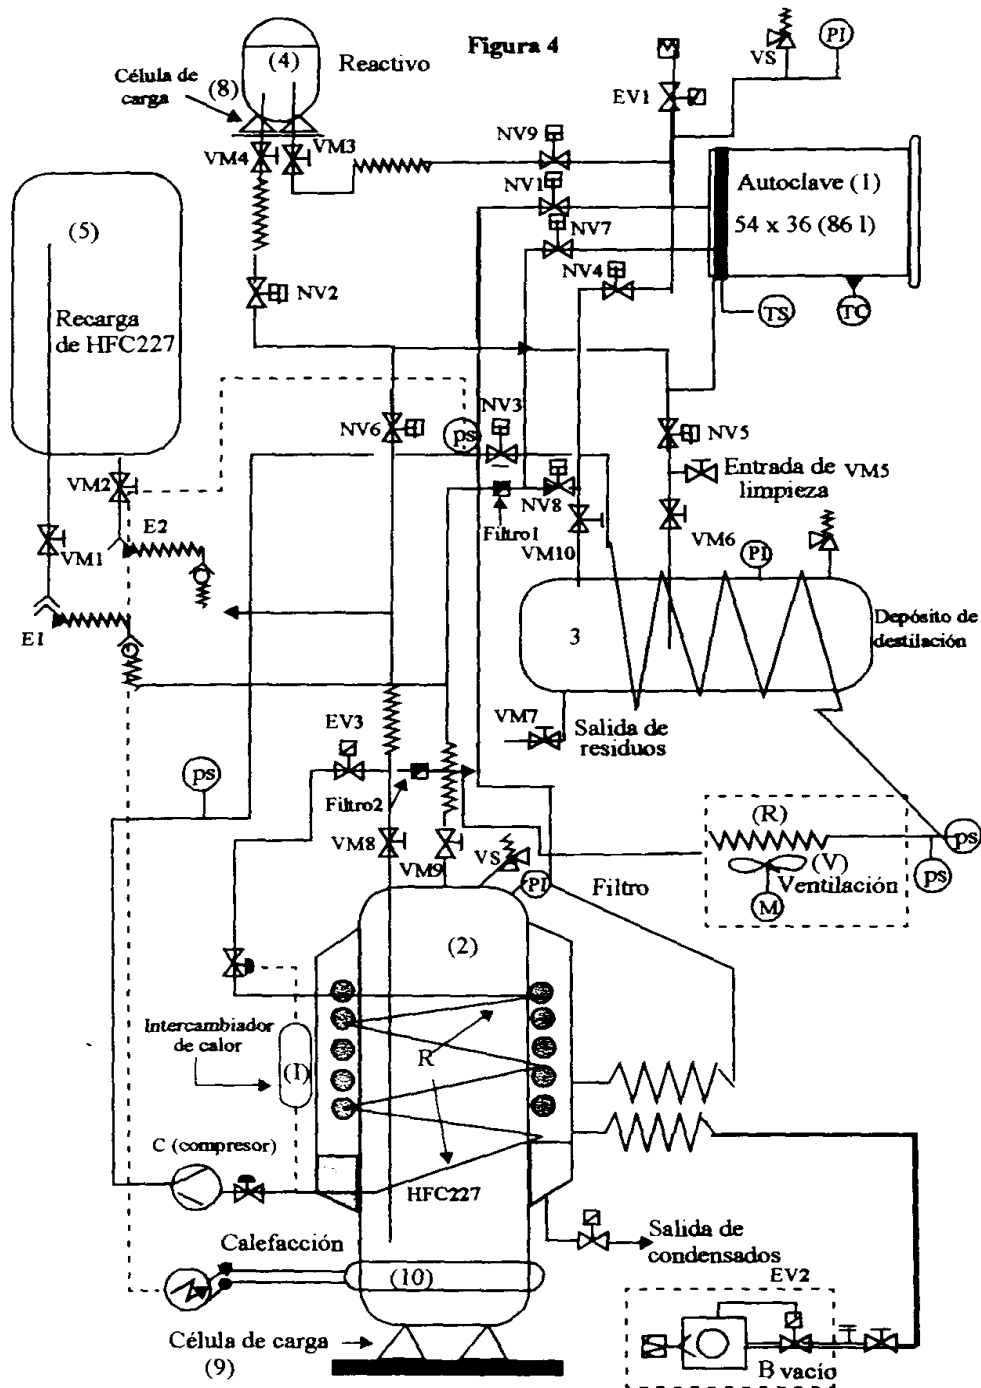 Figura 4
(4)
Reactivo
Célula de
carga
(8)
VM4
VM3
EV1
VS
PI
NV9
NV1
NV7
NV4
Autoclave (1)
54 x 36 (86 l)
TS
TC
(5)
Recarga
de HFC227
NV2
NV6
ps
NV3
NV5
Entrada de
limpieza
VM5
VM2
VM1
E2
E1
NV8
Filtro1
VM10
VM6
PI
3
Depósito de
destilación
VM7
Salida de
residuos
EV3
ps
Filtro2
VM8
VM9
VS
PI
Filtro
(R)
(V)
Ventilación
M
ps
ps
(2)
Intercambiador
de calor
(I)
R
C (compresor)
HFC227
Calefacción
(10)
Salida de
condensados
EV2
Célula de carga
(9)
B vacío